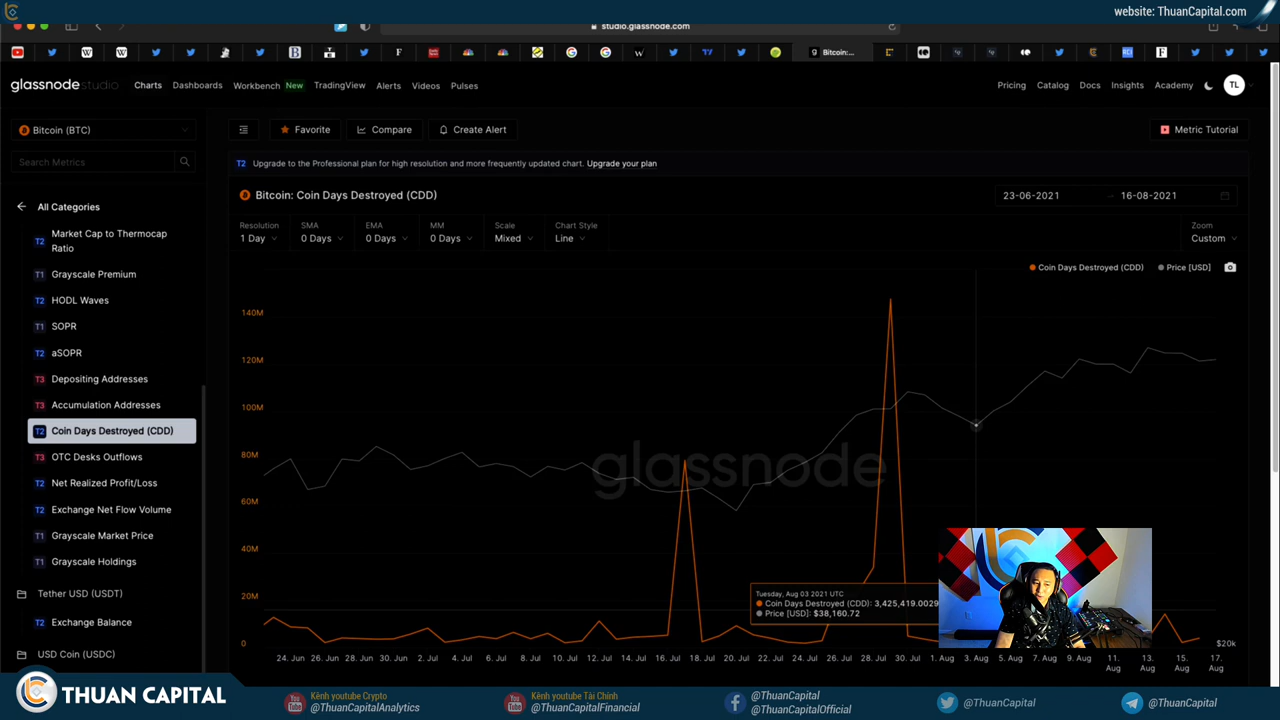 website: ThuanCapital.com
studio.glassnode.com
Bitcoin:...
glassnodestudio
Charts
Dashboards
Workbench New
TradingView
Alerts
Videos
Pulses
Pricing
Catalog
Docs
Insights
Academy
TL
Bitcoin (BTC)
Favorite
Compare
Create Alert
Metric Tutorial
Search Metrics
T2 Upgrade to the Professional plan for high resolution and more frequently updated chart. Upgrade your plan
All Categories
T2 Market Cap to Thermocap
Ratio
T1 Grayscale Premium
T2 HODL Waves
T1 SOPR
T2 aSOPR
T3 Depositing Addresses
T3 Accumulation Addresses
T2 Coin Days Destroyed (CDD)
T3 OTC Desks Outflows
T2 Net Realized Profit/Loss
T2 Exchange Net Flow Volume
T1 Grayscale Market Price
T1 Grayscale Holdings
Tether USD (USDT)
T2 Exchange Balance
USD Coin (USDC)
Bitcoin: Coin Days Destroyed (CDD)
23-06-2021
16-08-2021
Resolution
1 Day
SMA
0 Days
EMA
0 Days
MM
0 Days
Scale
Mixed
Chart Style
Line
Zoom
Custom
Coin Days Destroyed (CDD)
Price [USD]
140M
120M
100M
80M
60M
40M
20M
0
$20k
glassnode
Tuesday, Aug 03 2021 UTC
Coin Days Destroyed (CDD): 3,425,419.0029
Price [USD]: $38,160.72
24. Jun
26. Jun
28. Jun
30. Jun
2. Jul
4. Jul
6. Jul
8. Jul
10. Jul
12. Jul
14. Jul
16. Jul
18. Jul
20. Jul
22. Jul
24. Jul
26. Jul
28. Jul
30. Jul
1. Aug
3. Aug
5. Aug
7. Aug
9. Aug
11. Aug
13. Aug
15. Aug
17. Aug
THUAN CAPITAL
Kênh youtube Crypto
@ThuanCapitalAnalytics
Kênh youtube Tài Chính
@ThuanCapitalFinancial
@ThuanCapital
@ThuanCapitalOfficial
@ThuanCapital
@ThuanCapital